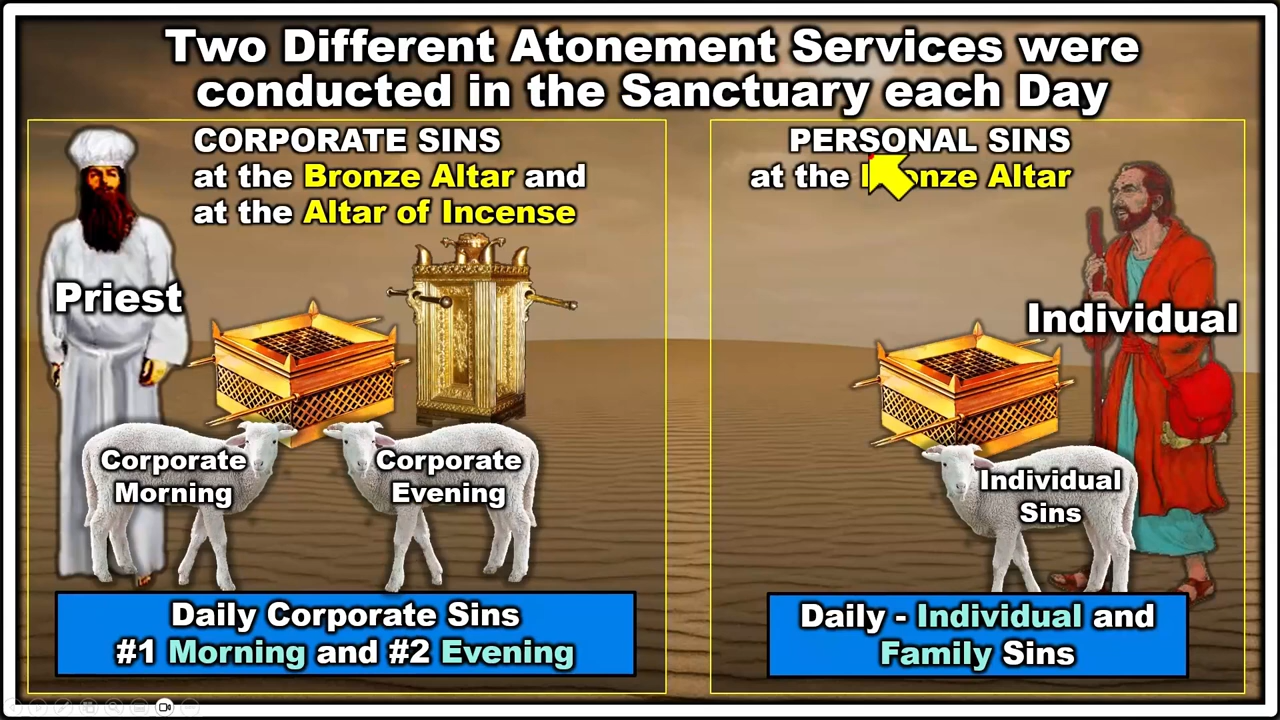 Two Different Atonement Services were
conducted in the Sanctuary each Day
CORPORATE SINS
at the Bronze Altar and
at the Altar of Incense
Priest
Corporate
Morning
Corporate
Evening
Daily Corporate Sins
#1 Morning and #2 Evening
PERSONAL SINS
at the Bronze Altar
Individual
Individual
Sins
Daily - Individual and
Family Sins